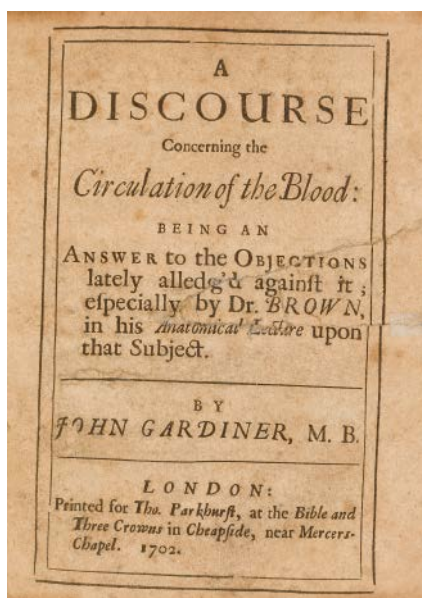 A
DISCOURSE
Concerning the
Circulation of the Blood:
BEING AN
ANSWER to the OBJECTIONS
lately alledg'd againſt it;
eſpecially by Dr. BROWN,
in his Anatomical Lecture upon
that Subject.
BY
JOHN GARDINER, M. B.
LONDON:
Printed for Tho. Parkhurſt, at the Bible and
Three Crowns in Cheapſide, near Mercers-
Chapel. 1702.